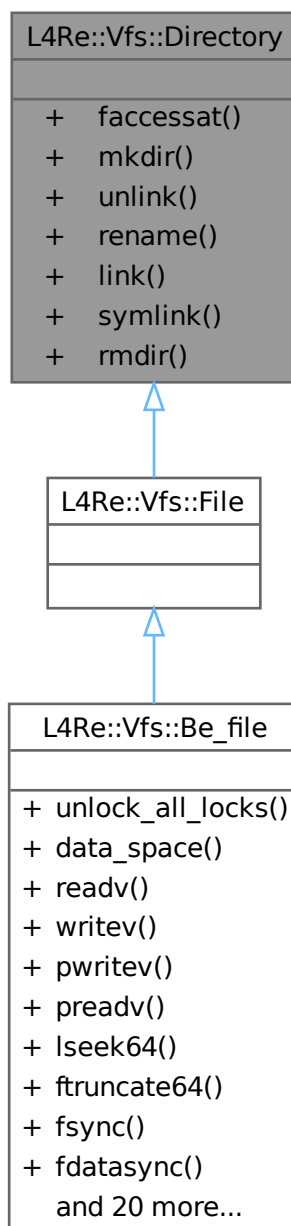 L4Re::Vfs::Directory
+ faccessat()
+ mkdir()
+ unlink()
+ rename()
+ link()
+ symlink()
+ rmdir()
L4Re::Vfs::File
L4Re::Vfs::Be_file
+ unlock_all_locks()
+ data_space()
+ readv()
+ writev()
+ pwritev()
+ preadv()
+ lseek64()
+ ftruncate64()
+ fsync()
+ fdatasync()
and 20 more...